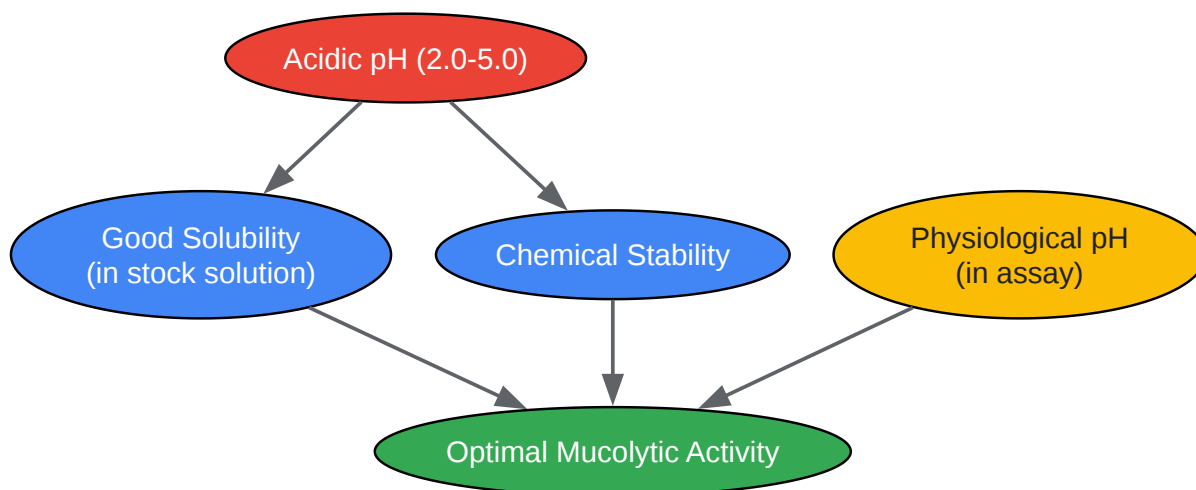 Acidic pH (2.0-5.0)
Good Solubility
(in stock solution)
Chemical Stability
Physiological pH
(in assay)
Optimal Mucolytic Activity